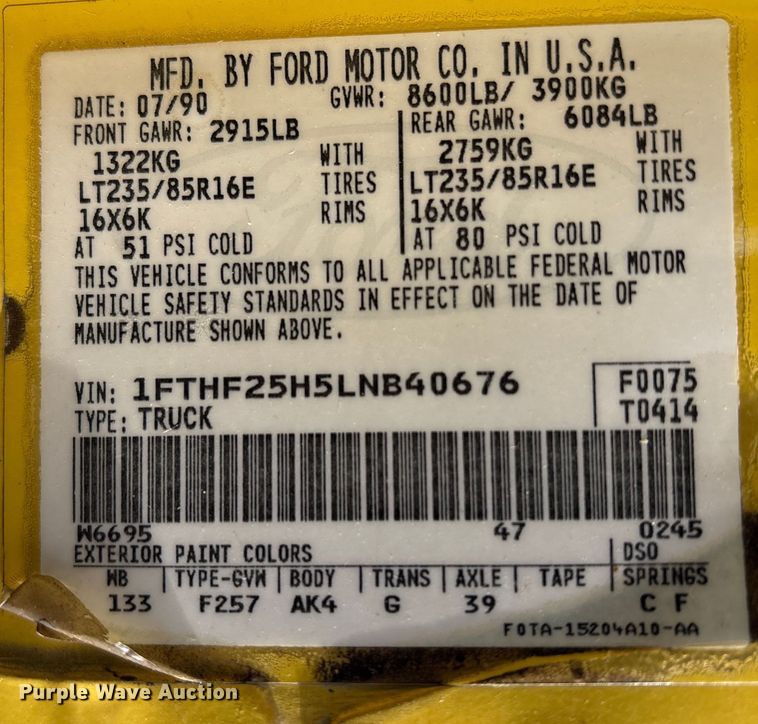 MFD. BY FORD MOTOR CO. IN U.S.A.
DATE: 07/90 GVWR: 8600LB/ 3900KG
FRONT GAWR: 2915LB REAR GAWR: 6084LB
1322KG WITH 2759KG WITH
LT235/85R16E TIRES LT235/85R16E TIRES
16X6K RIMS 16X6K RIMS
AT 51 PSI COLD AT 80 PSI COLD
THIS VEHICLE CONFORMS TO ALL APPLICABLE FEDERAL MOTOR
VEHICLE SAFETY STANDARDS IN EFFECT ON THE DATE OF
MANUFACTURE SHOWN ABOVE.
VIN: 1FTHF25H5LNB40676 F0075
TYPE: TRUCK T0414
W6695 47 0245
EXTERIOR PAINT COLORS DSO
WB TYPE-GVW BODY TRANS AXLE TAPE SPRINGS
133 F257 AK4 G 39 C F
F0TA-15204A10-AA
Purple Wave Auction